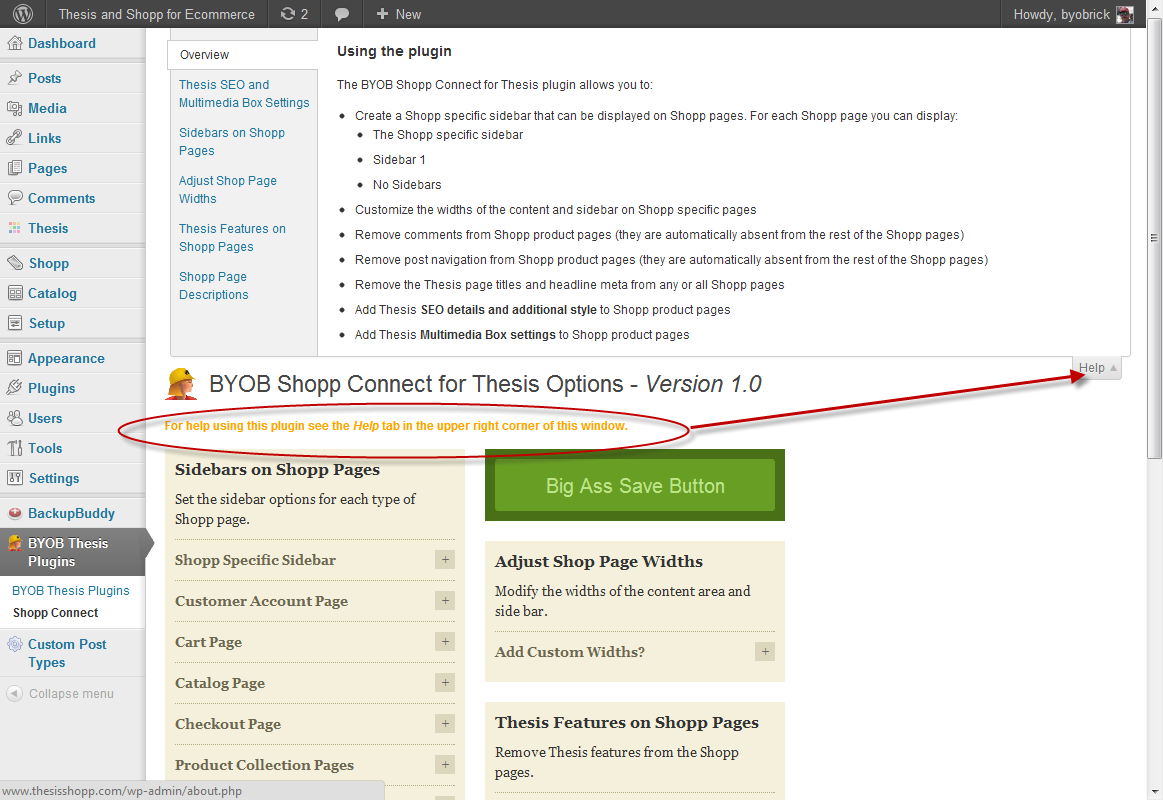 Thesis and Shopp for Ecommerce
2
New
Howdy, byobrick
Dashboard
Posts
Media
Links
Pages
Comments
Thesis
Shopp
Catalog
Setup
Appearance
Plugins
Users
Tools
Settings
BackupBuddy
BYOB Thesis
Plugins
BYOB Thesis Plugins
Shopp Connect
Custom Post
Types
Collapse menu
Overview
Thesis SEO and
Multimedia Box Settings
Sidebars on Shopp
Pages
Adjust Shop Page
Widths
Thesis Features on
Shopp Pages
Shopp Page
Descriptions
Using the plugin
The BYOB Shopp Connect for Thesis plugin allows you to:
Create a Shopp specific sidebar that can be displayed on Shopp pages. For each Shopp page you can display:
The Shopp specific sidebar
Sidebar 1
No Sidebars
Customize the widths of the content and sidebar on Shopp specific pages
Remove comments from Shopp product pages (they are automatically absent from the rest of the Shopp pages)
Remove post navigation from Shopp product pages (they are automatically absent from the rest of the Shopp pages)
Remove the Thesis page titles and headline meta from any or all Shopp pages
Add Thesis SEO details and additional style to Shopp product pages
Add Thesis Multimedia Box settings to Shopp product pages
Help
BYOB Shopp Connect for Thesis Options - Version 1.0
For help using this plugin see the Help tab in the upper right corner of this window.
Sidebars on Shopp Pages
Set the sidebar options for each type of
Shopp page.
Shopp Specific Sidebar
Customer Account Page
Cart Page
Catalog Page
Checkout Page
Product Collection Pages
Big Ass Save Button
Adjust Shop Page Widths
Modify the widths of the content area and
side bar.
Add Custom Widths?
Thesis Features on Shopp Pages
Remove Thesis features from the Shopp
pages.
www.thesisshopp.com/wp-admin/about.php